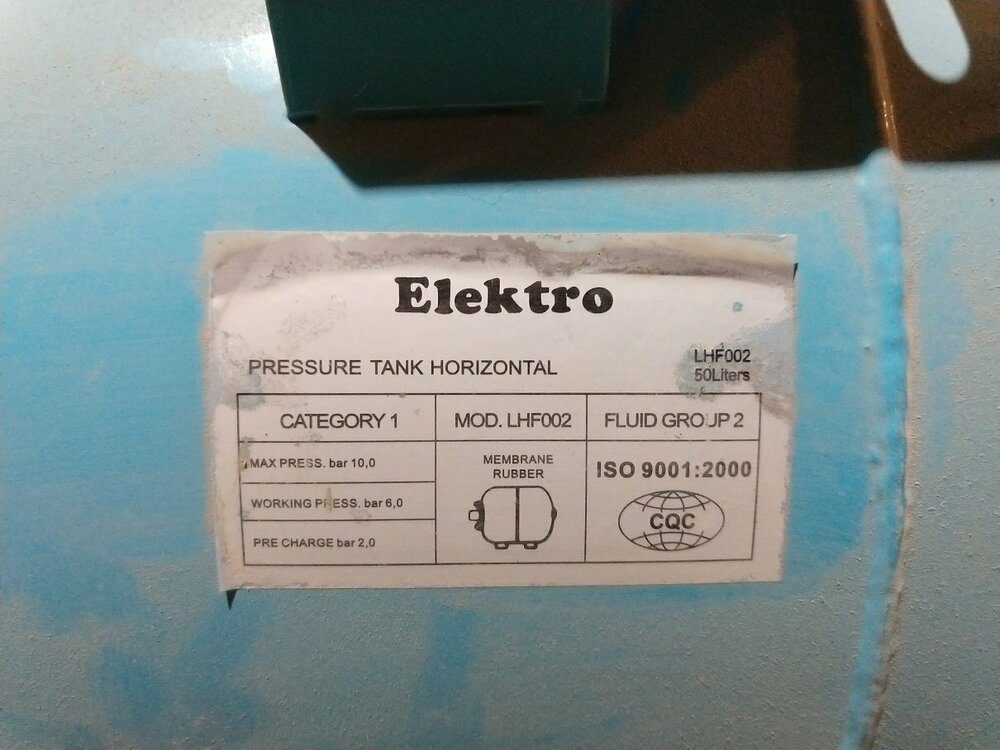 Elektro
PRESSURE TANK HORIZONTAL
LHF002
50Liters
CATEGORY 1
MOD. LHF002
FLUID GROUP 2
MAX PRESS. bar 10,0
WORKING PRESS. bar 6,0
PRE CHARGE bar 2,0
MEMBRANE
RUBBER
ISO 9001:2000
CQC